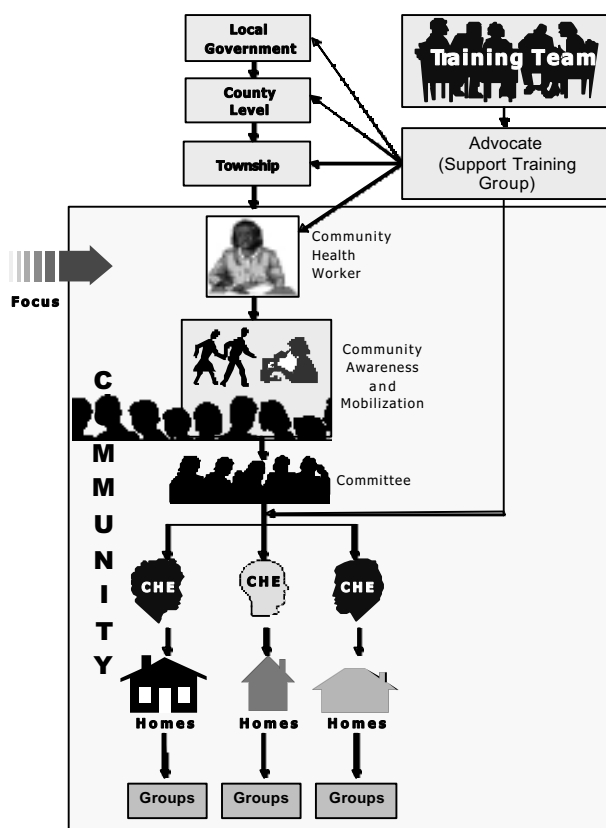 Local
Government
Training Team
County
Level
Advocate
(Support Training
Group)
Township
Community
Health
Worker
Focus
Community
Awareness
and
Mobilization
COMMUNITY
Committee
CHE
CHE
CHE
Homes
Homes
Homes
Groups
Groups
Groups